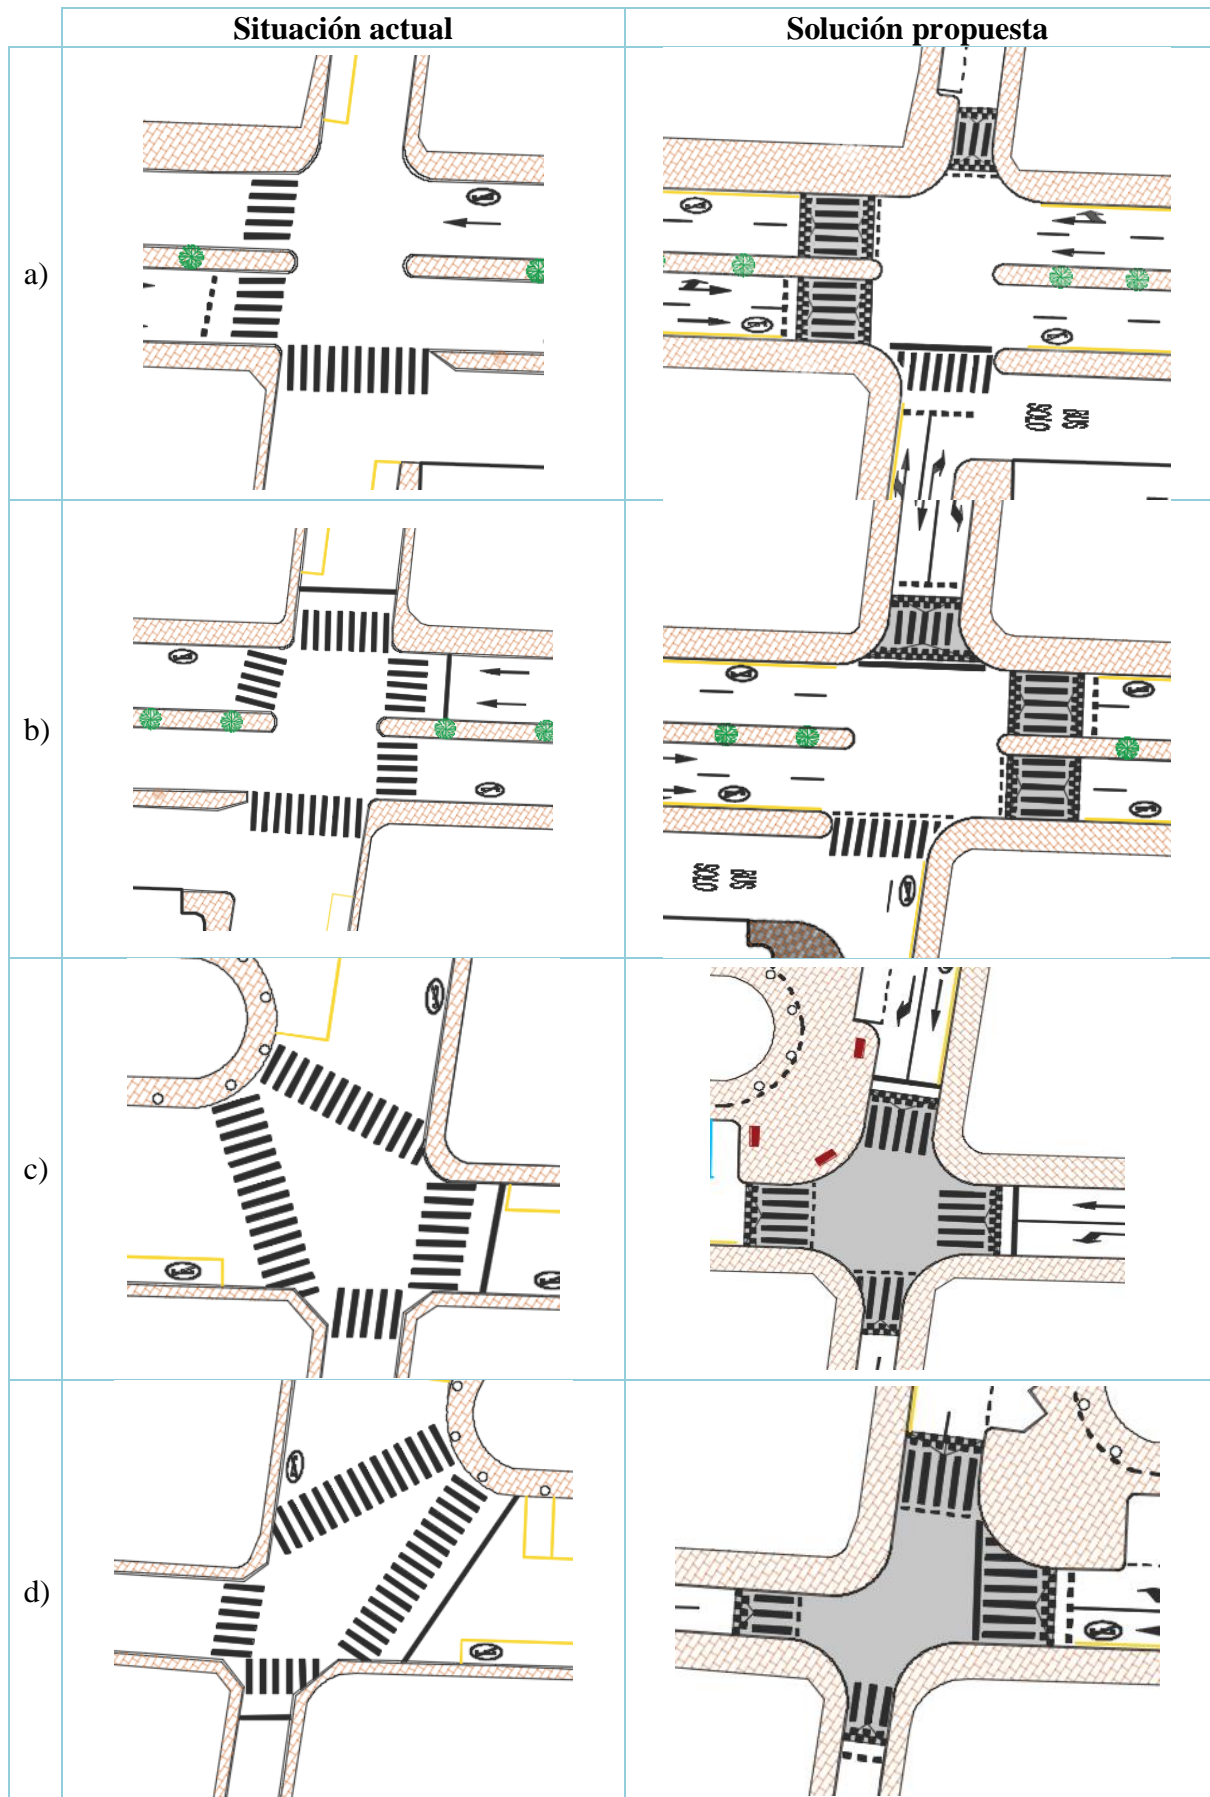 Situación actual
Solución propuesta
a)
SOLO
BUS
b)
SOLO
BUS
c)
d)